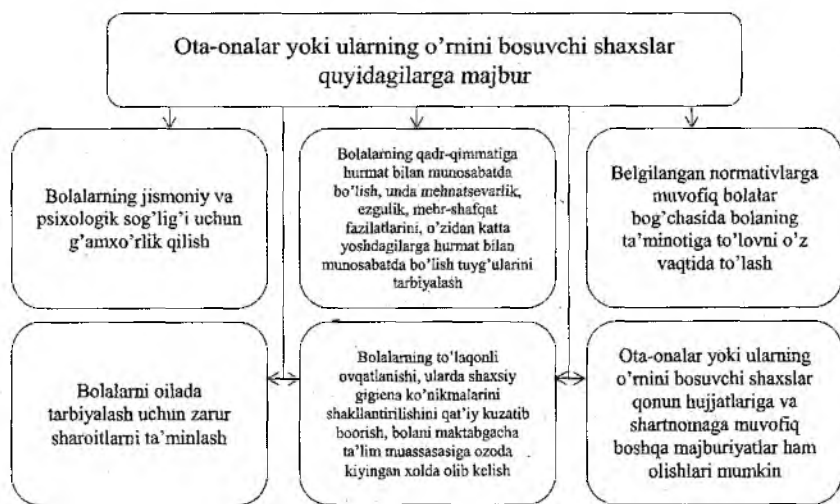 Ota-onalar yoki ularning o'rnini bosuvchi shaxslar
quyidagilarga majbur
Bolalarning jismoniy va
psixologik sog'lig'i uchun
g'amxo'rlik qilish
Bolalarning qadr-qimmatiga
hurmat bilan munosabatda
bo'lish, unda mehnatsevarlik,
ezgulik, mehr-shafqat
fazilatlarini, o'zidan katta
yoshdagilarga hurmat bilan
munosabatda bo'lish tuyg'ularini
tarbiyalash
Belgilangan normativlarga
muvofiq bolalar
bog'chasida bolaning
ta'minotiga to'lovni o'z
vaqtida to'lash
Bolalarni oilada
tarbiyalash uchun zarur
sharoitlarni ta'minlash
Bolalarning to'laqonli
ovqatlanishi, ularda shaxsiy
gigiena ko'nikmalarini
shakllantirilishini qat'iy kuzatib
boorish, bolani maktabgacha
ta'lim muassasasiga ozoda
kiyingan xolda olib kelish
Ota-onalar yoki ularning
o'rnini bosuvchi shaxslar
qonun hujjatlariga va
shartnomaga muvofiq
boshqa majburiyatlar ham
olishlari mumkin